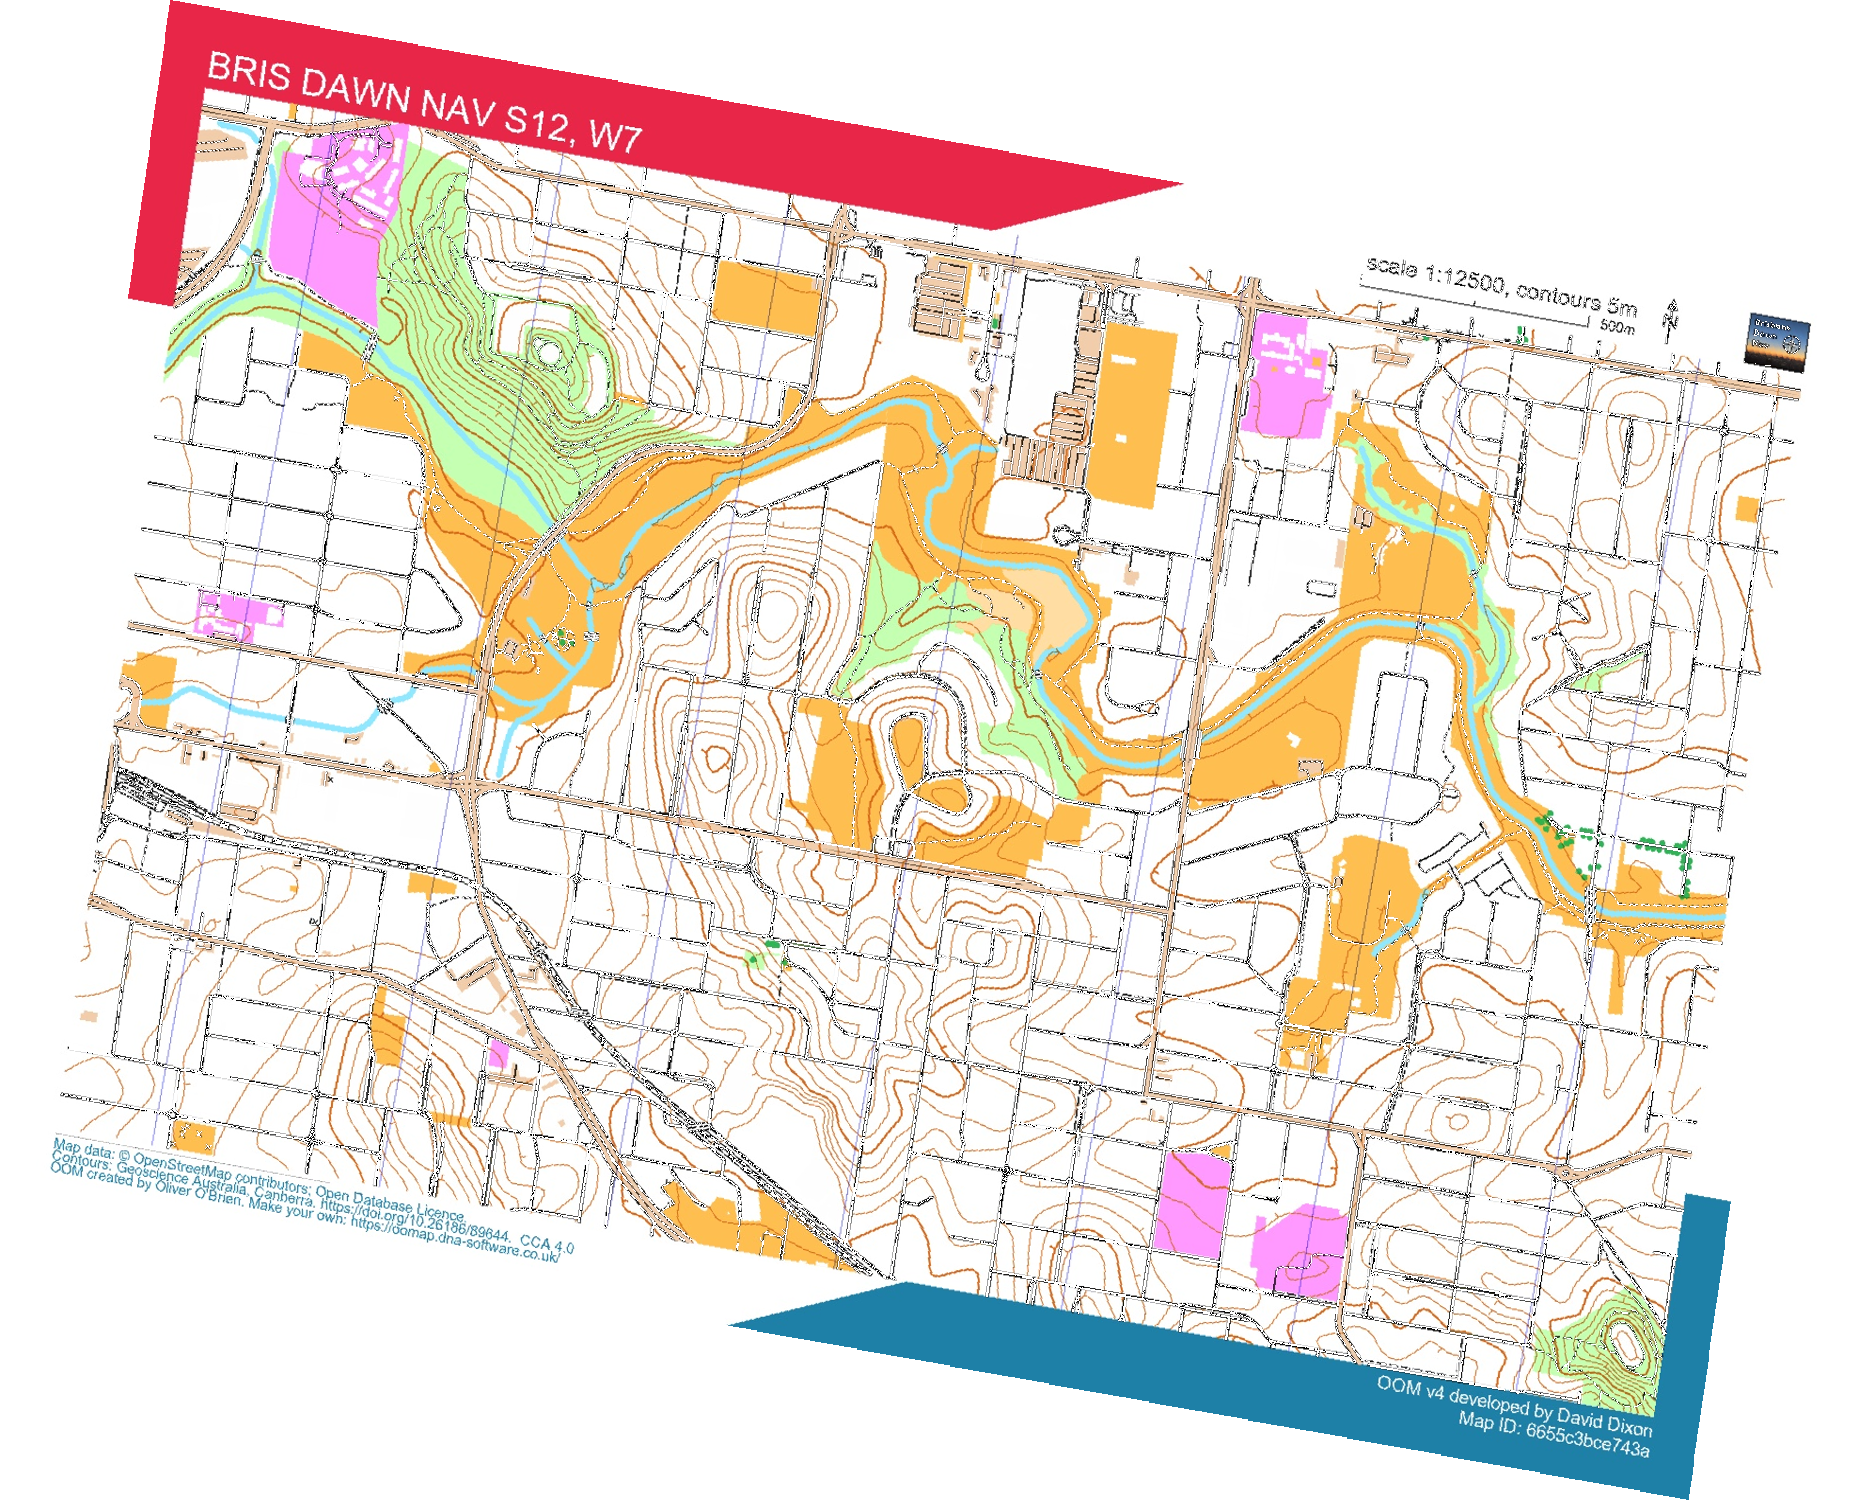 BRIS DAWN NAV S12, W7
scale 1:12500, contours 5m
500m
N
Brisbane
Dawn
Map data: © OpenStreetMap contributors; Open Database Licence.
Contours: Geoscience Australia, Canberra. https://doi.org/10.26186/89644. CCA 4.0
OOM created by Oliver O'Brien. Make your own: https://oomap.dna-software.co.uk/
OOM v4 developed by David Dixon
Map ID: 6655c3bce743a